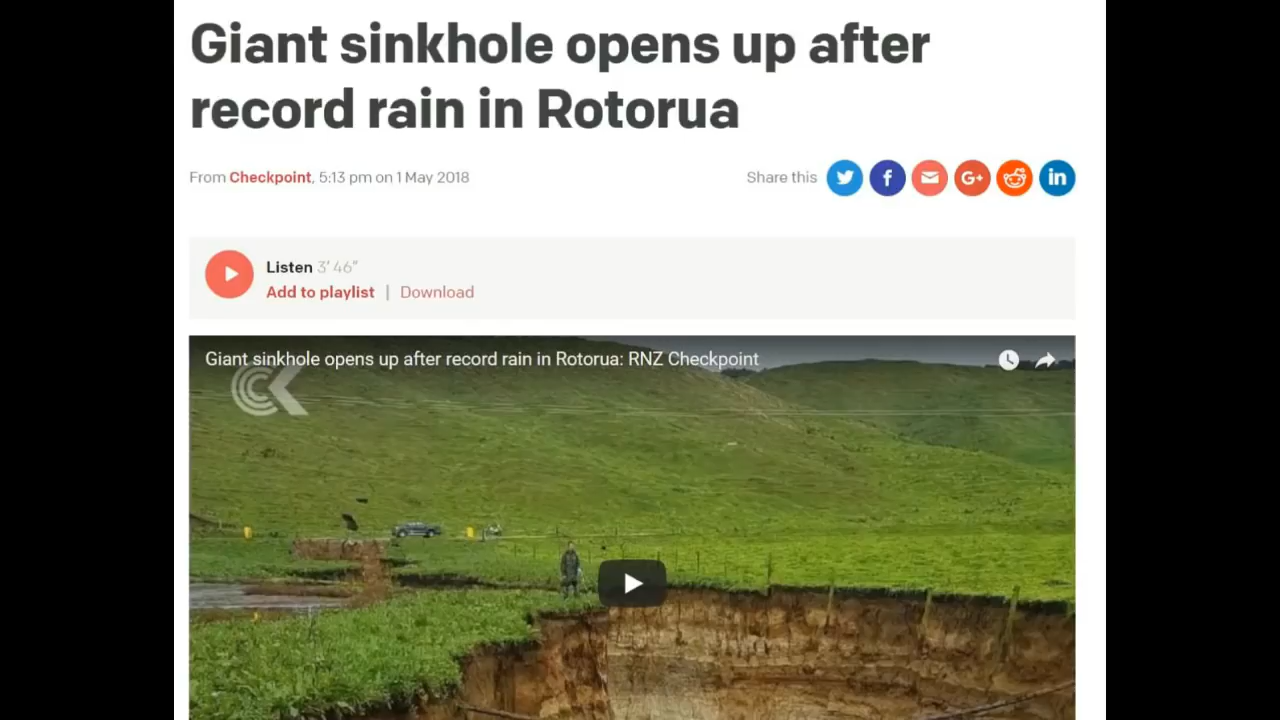 Giant sinkhole opens up after
record rain in Rotorua
From Checkpoint, 5:13 pm on 1 May 2018
Share this
Listen 3′ 46″
Add to playlist | Download
Giant sinkhole opens up after record rain in Rotorua: RNZ Checkpoint